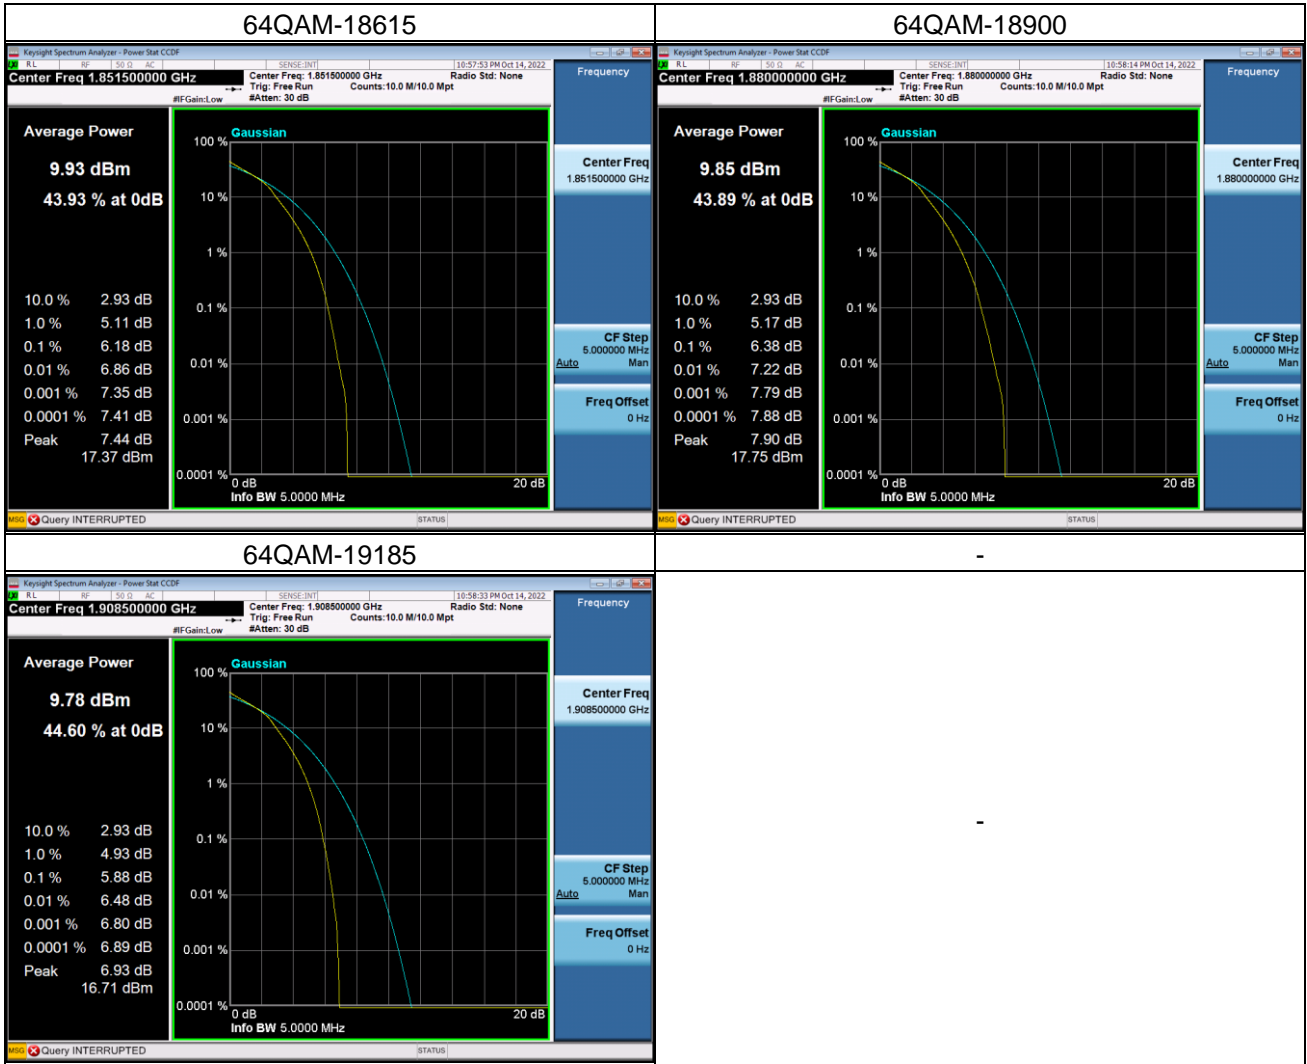 64QAM-18615
Keysight Spectrum Analyzer - Power Stat CCDF
RL RF 50 Ω AC SENSE:INT 10:57:53 PM Oct 14, 2022
Center Freq 1.851500000 GHz
Center Freq: 1.851500000 GHz Radio Std: None
Trig: Free Run Counts:10.0 M/10.0 Mpt
#IFGain:Low #Atten: 30 dB
Frequency
Average Power
9.93 dBm
43.93 % at 0dB
10.0 % 2.93 dB
1.0 % 5.11 dB
0.1 % 6.18 dB
0.01 % 6.86 dB
0.001 % 7.35 dB
0.0001 % 7.41 dB
Peak 7.44 dB
17.37 dBm
Gaussian
100 %
10 %
1 %
0.1 %
0.01 %
0.001 %
0.0001 %
0 dB 20 dB
Info BW 5.0000 MHz
Center Freq
1.851500000 GHz
CF Step
5.000000 MHz
Auto Man
Freq Offset
0 Hz
MSG Query INTERRUPTED STATUS
64QAM-18900
Keysight Spectrum Analyzer - Power Stat CCDF
RL RF 50 Ω AC SENSE:INT 10:58:14 PM Oct 14, 2022
Center Freq 1.880000000 GHz
Center Freq: 1.880000000 GHz Radio Std: None
Trig: Free Run Counts:10.0 M/10.0 Mpt
#IFGain:Low #Atten: 30 dB
Frequency
Average Power
9.85 dBm
43.89 % at 0dB
10.0 % 2.93 dB
1.0 % 5.17 dB
0.1 % 6.38 dB
0.01 % 7.22 dB
0.001 % 7.79 dB
0.0001 % 7.88 dB
Peak 7.90 dB
17.75 dBm
Gaussian
100 %
10 %
1 %
0.1 %
0.01 %
0.001 %
0.0001 %
0 dB 20 dB
Info BW 5.0000 MHz
Center Freq
1.880000000 GHz
CF Step
5.000000 MHz
Auto Man
Freq Offset
0 Hz
MSG Query INTERRUPTED STATUS
64QAM-19185
Keysight Spectrum Analyzer - Power Stat CCDF
RL RF 50 Ω AC SENSE:INT 10:58:33 PM Oct 14, 2022
Center Freq 1.908500000 GHz
Center Freq: 1.908500000 GHz Radio Std: None
Trig: Free Run Counts:10.0 M/10.0 Mpt
#IFGain:Low #Atten: 30 dB
Frequency
Average Power
9.78 dBm
44.60 % at 0dB
10.0 % 2.93 dB
1.0 % 4.93 dB
0.1 % 5.88 dB
0.01 % 6.48 dB
0.001 % 6.80 dB
0.0001 % 6.89 dB
Peak 6.93 dB
16.71 dBm
Gaussian
100 %
10 %
1 %
0.1 %
0.01 %
0.001 %
0.0001 %
0 dB 20 dB
Info BW 5.0000 MHz
Center Freq
1.908500000 GHz
CF Step
5.000000 MHz
Auto Man
Freq Offset
0 Hz
MSG Query INTERRUPTED STATUS
-
-